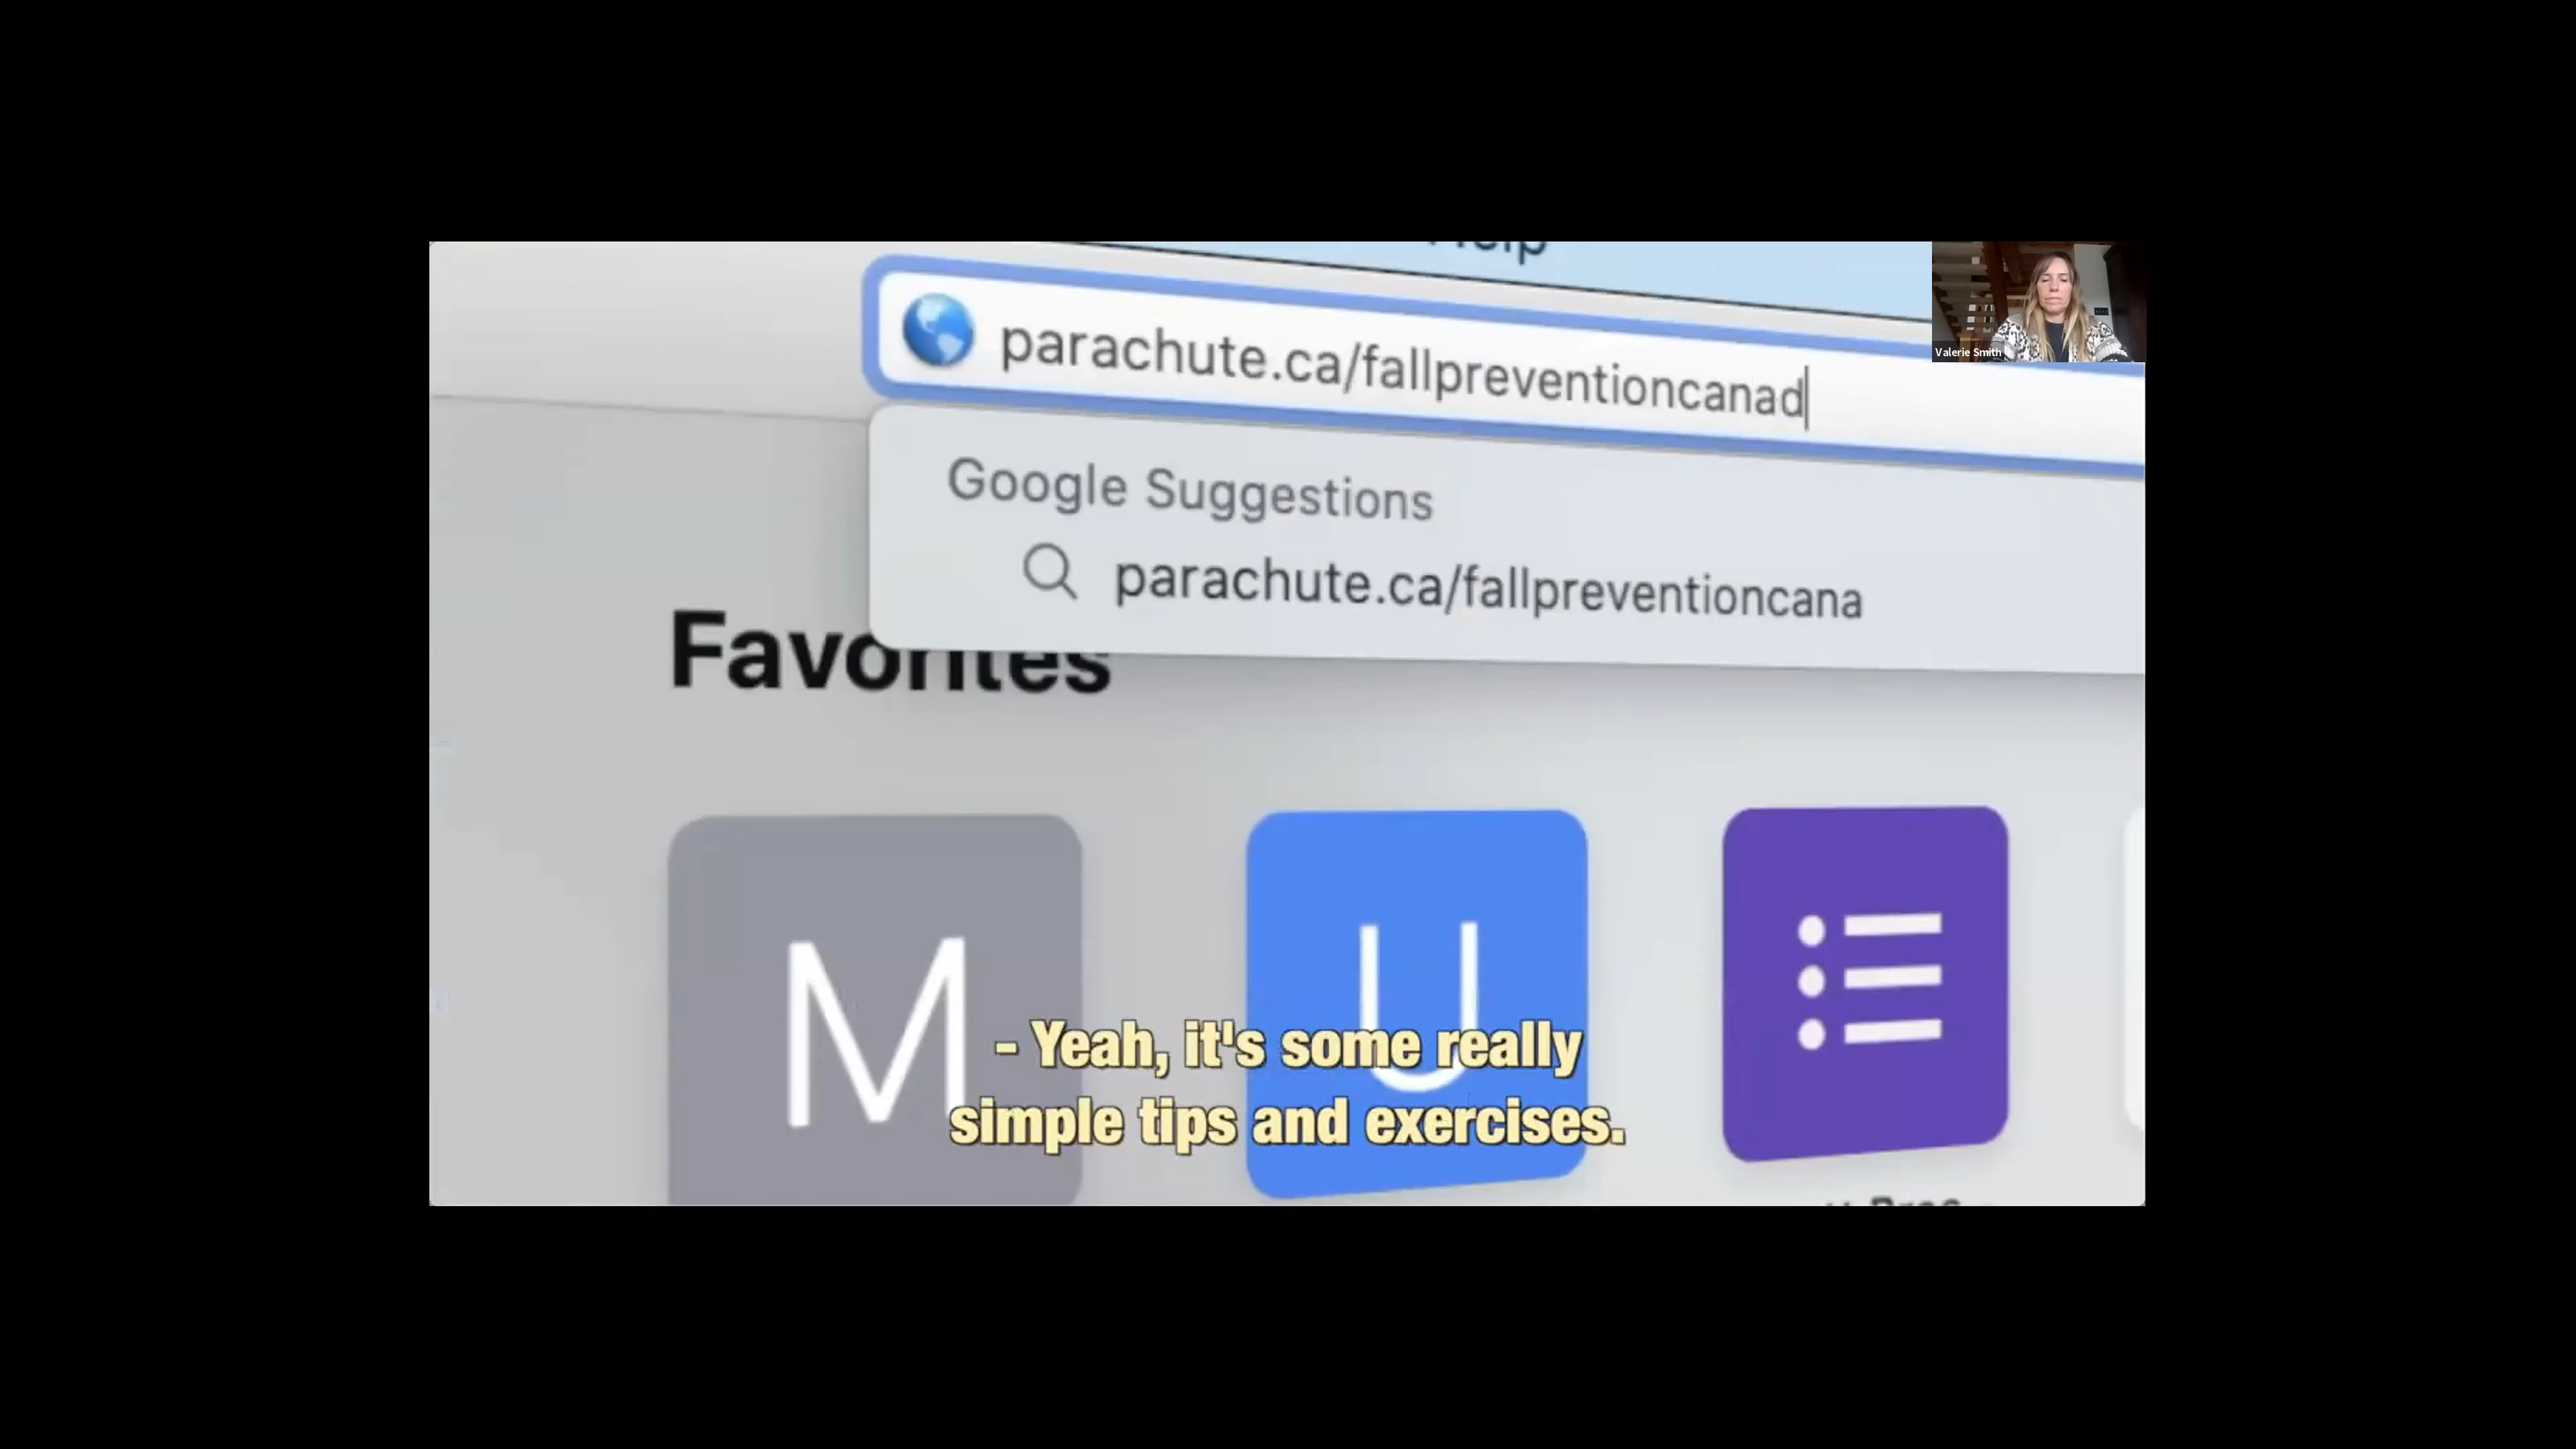 Help
Valerie Smith
parachute.ca/fallpreventioncanad
Google Suggestions
parachute.ca/fallpreventioncana
Favorites
M
U
- Yeah, it's some really
simple tips and exercises.